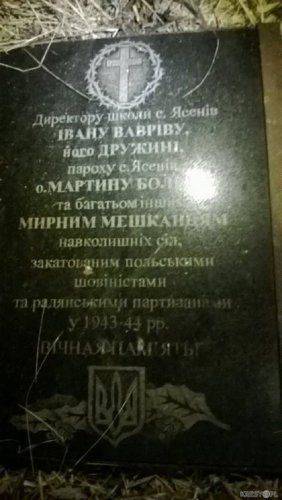 Директору школи с. Ясенів
ІВАНУ ВАВРІВУ,
його ДРУЖИНІ,
пароху с. Ясенів
о. МАРТИНУ
та багатьом іншим
МИРНИМ МЕШКАНЦЯМ
навколишніх сіл,
закатованим польськими
шовіністами
та радянськими партизанами
у 1943-44 рр.
ВІЧНАЯ ПАМ'ЯТЬ!